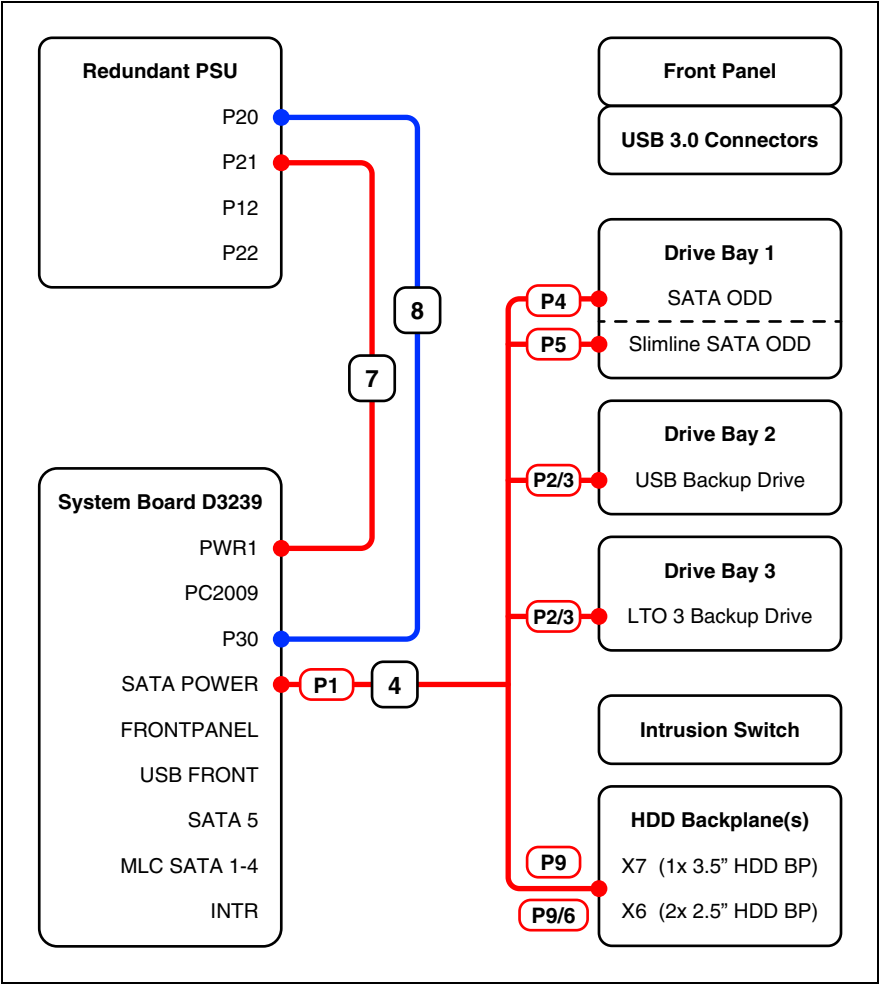 Redundant PSU
P20
P21
P12
P22
8
7
System Board D3239
PWR1
PC2009
P30
SATA POWER
FRONTPANEL
USB FRONT
SATA 5
MLC SATA 1-4
INTR
P1
4
Front Panel
USB 3.0 Connectors
Drive Bay 1
P4
SATA ODD
P5
Slimline SATA ODD
Drive Bay 2
P2/3
USB Backup Drive
Drive Bay 3
P2/3
LTO 3 Backup Drive
Intrusion Switch
HDD Backplane(s)
P9
X7 (1x 3.5” HDD BP)
P9/6
X6 (2x 2.5” HDD BP)